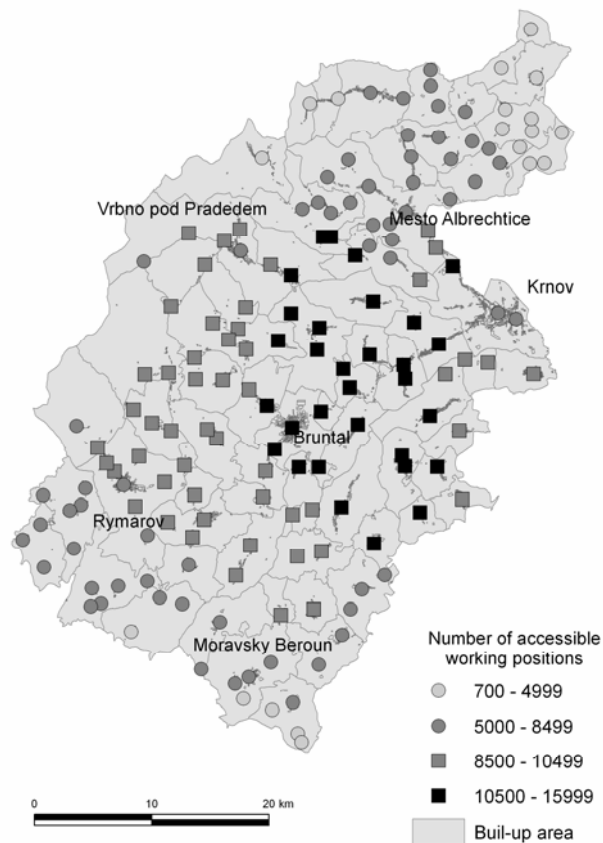 Vrbno pod Pradedem
Mesto Albrechtice
Krnov
Bruntal
Rymarov
Moravsky Beroun
Number of accessible
working positions
700 - 4999
5000 - 8499
8500 - 10499
10500 - 15999
Buil-up area
0 10 20 km